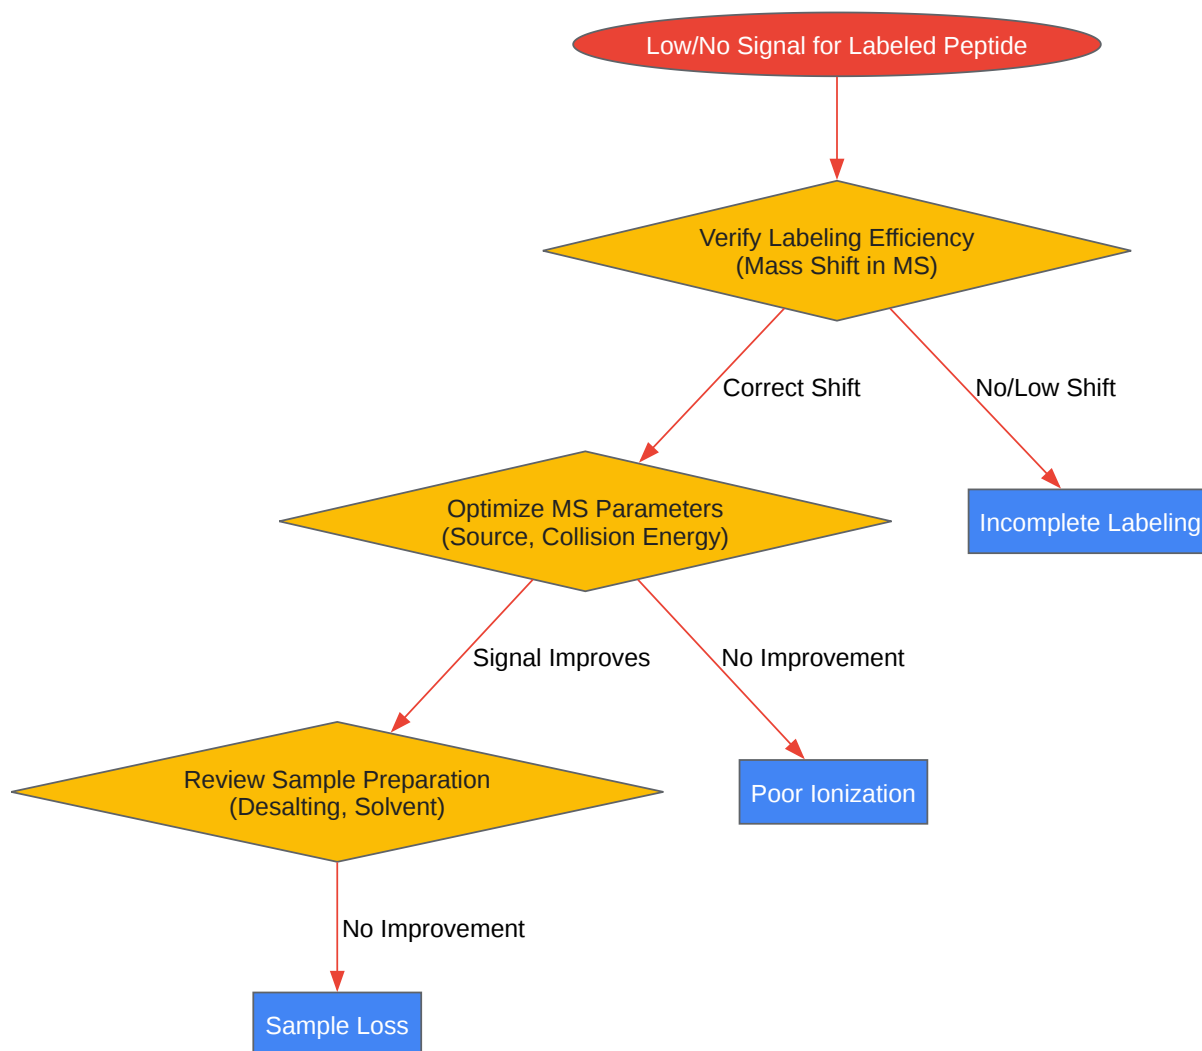 Low/No Signal for Labeled Peptide
Verify Labeling Efficiency
(Mass Shift in MS)
Correct Shift
No/Low Shift
Optimize MS Parameters
(Source, Collision Energy)
Incomplete Labeling
Signal Improves
No Improvement
Review Sample Preparation
(Desalting, Solvent)
Poor Ionization
No Improvement
Sample Loss